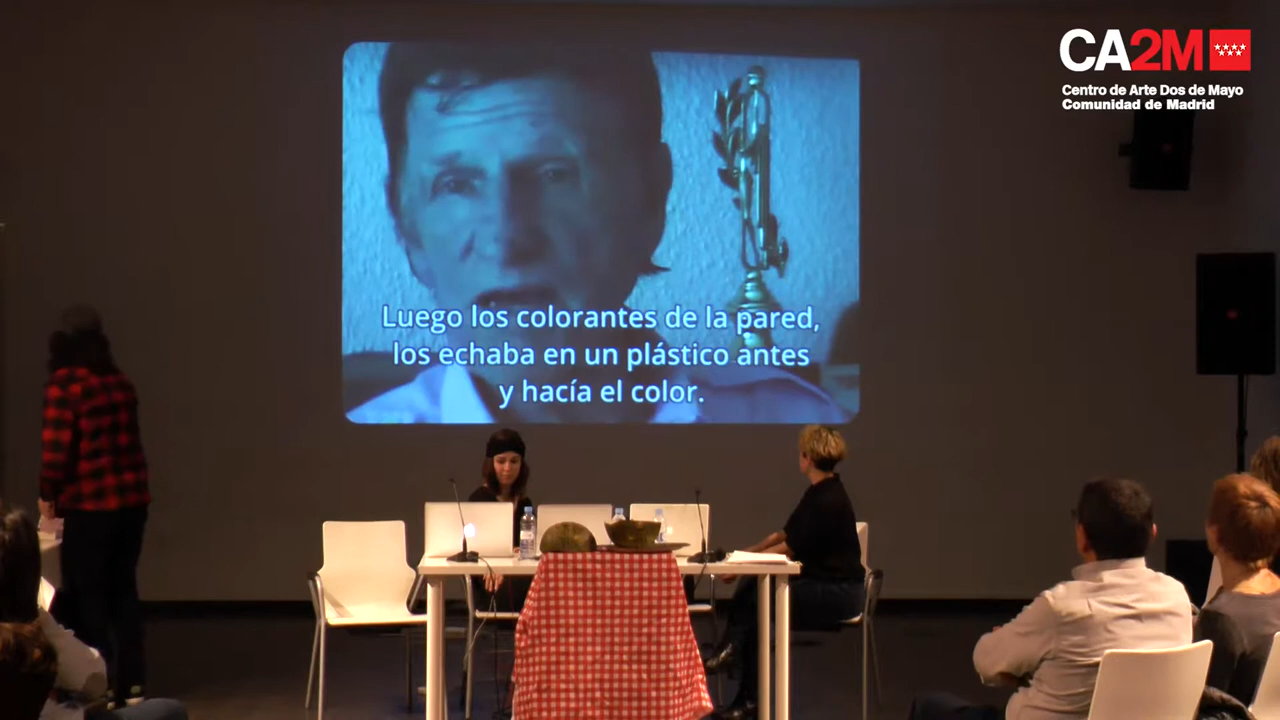 CA2M
Centro de Arte Dos de Mayo
Comunidad de Madrid
Luego los colorantes de la pared,
los echaba en un plástico antes
y hacía el color.